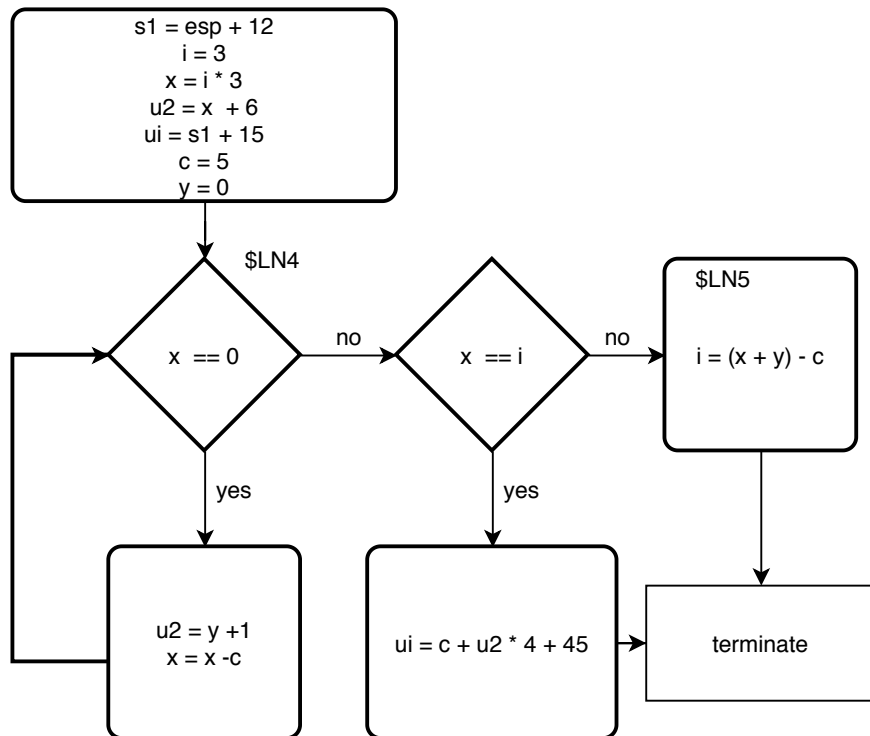 s1 = esp + 12
i = 3
x = i * 3
u2 = x + 6
ui = s1 + 15
c = 5
y = 0
$LN4
x == 0
no
x == i
no
$LN5
i = (x + y) - c
yes
yes
u2 = y +1
x = x -c
ui = c + u2 * 4 + 45
terminate